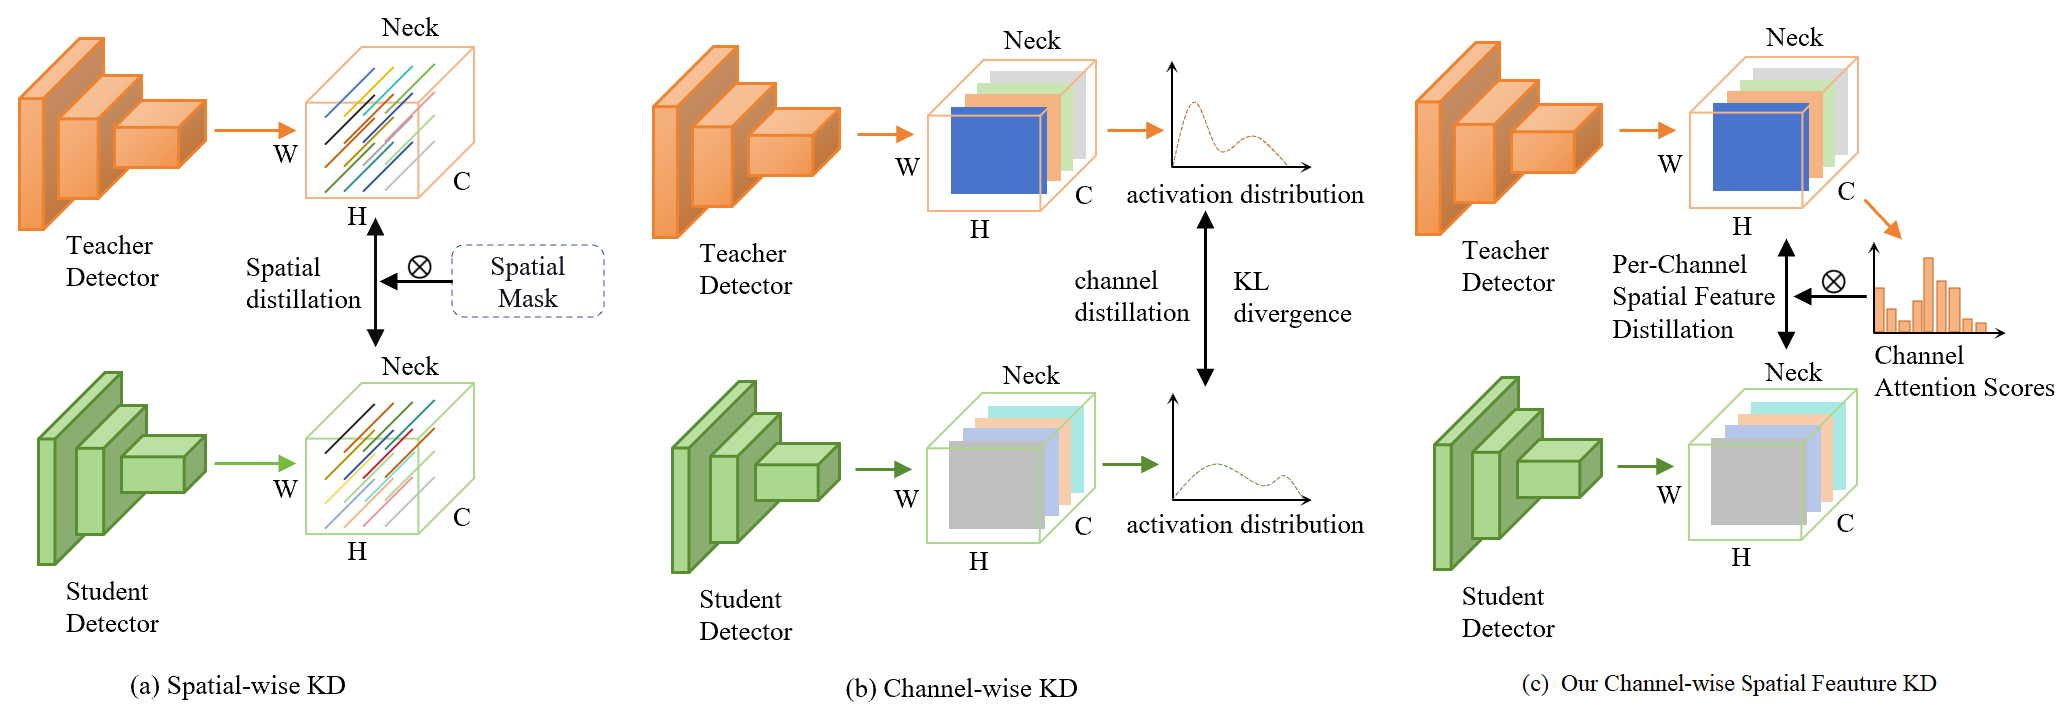 Neck
W
C
H
Teacher
Detector
Spatial
distillation
Spatial
Mask
Neck
W
C
H
Student
Detector
(a) Spatial-wise KD
Neck
W
C
H
activation distribution
Teacher
Detector
channel
distillation
KL
divergence
Neck
W
C
H
activation distribution
Student
Detector
(b) Channel-wise KD
Neck
W
C
H
Teacher
Detector
Per-Channel
Spatial Feature
Distillation
Channel
Attention Scores
Neck
W
C
H
Student
Detector
(c) Our Channel-wise Spatial Feauture KD